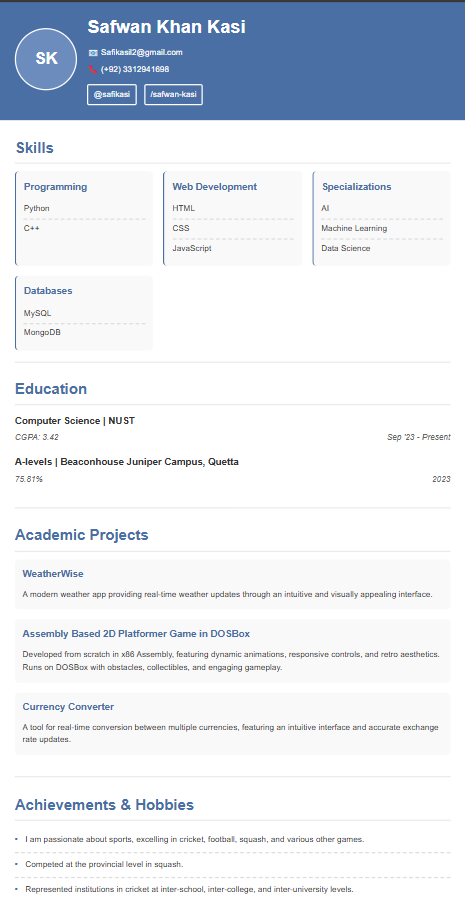 SK
Safwan Khan Kasi
Safikasil2@gmail.com
(+92) 3312941698
@safikasi
/safwan-kasi
Skills
Programming
Python
C++
Web Development
HTML
CSS
JavaScript
Specializations
AI
Machine Learning
Data Science
Databases
MySQL
MongoDB
Education
Computer Science | NUST
CGPA: 3.42 Sep '23 - Present
A-levels | Beaconhouse Juniper Campus, Quetta
75.81% 2023
Academic Projects
WeatherWise
A modern weather app providing real-time weather updates through an intuitive and visually appealing interface.
Assembly Based 2D Platformer Game in DOSBox
Developed from scratch in x86 Assembly, featuring dynamic animations, responsive controls, and retro aesthetics.
Runs on DOSBox with obstacles, collectibles, and engaging gameplay.
Currency Converter
A tool for real-time conversion between multiple currencies, featuring an intuitive interface and accurate exchange
rate updates.
Achievements & Hobbies
• I am passionate about sports, excelling in cricket, football, squash, and various other games.
• Competed at the provincial level in squash.
• Represented institutions in cricket at inter-school, inter-college, and inter-university levels.